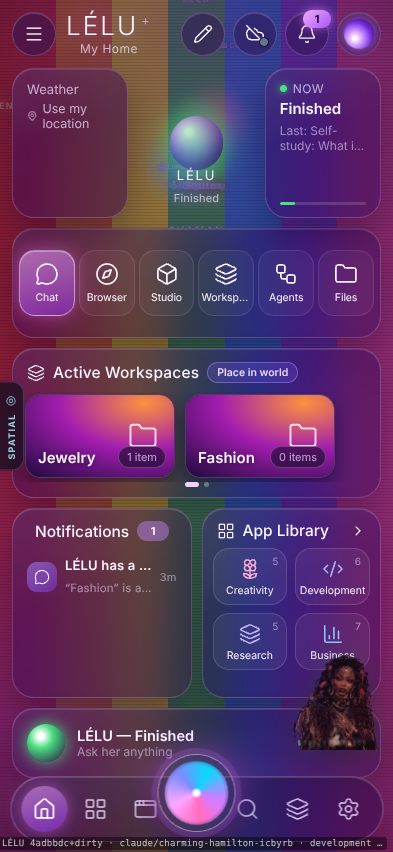 LÉLU +
My Home
1
Weather
Use my
location
LÉLU
Finished
NOW
Finished
Last: Self-
study: What i...
Chat
Browser
Studio
Worksp...
Agents
Files
Active Workspaces
Place in world
SPATIAL
Jewelry
1 item
Fashion
0 items
Notifications
1
LÉLU has a ...
"Fashion" is a...
3m
App Library
5
Creativity
6
Development
5
Research
7
Business
LÉLU — Finished
Ask her anything
LÉLU 4adbbdc+dirty · claude/charming-hamilton-icbyrb · development …